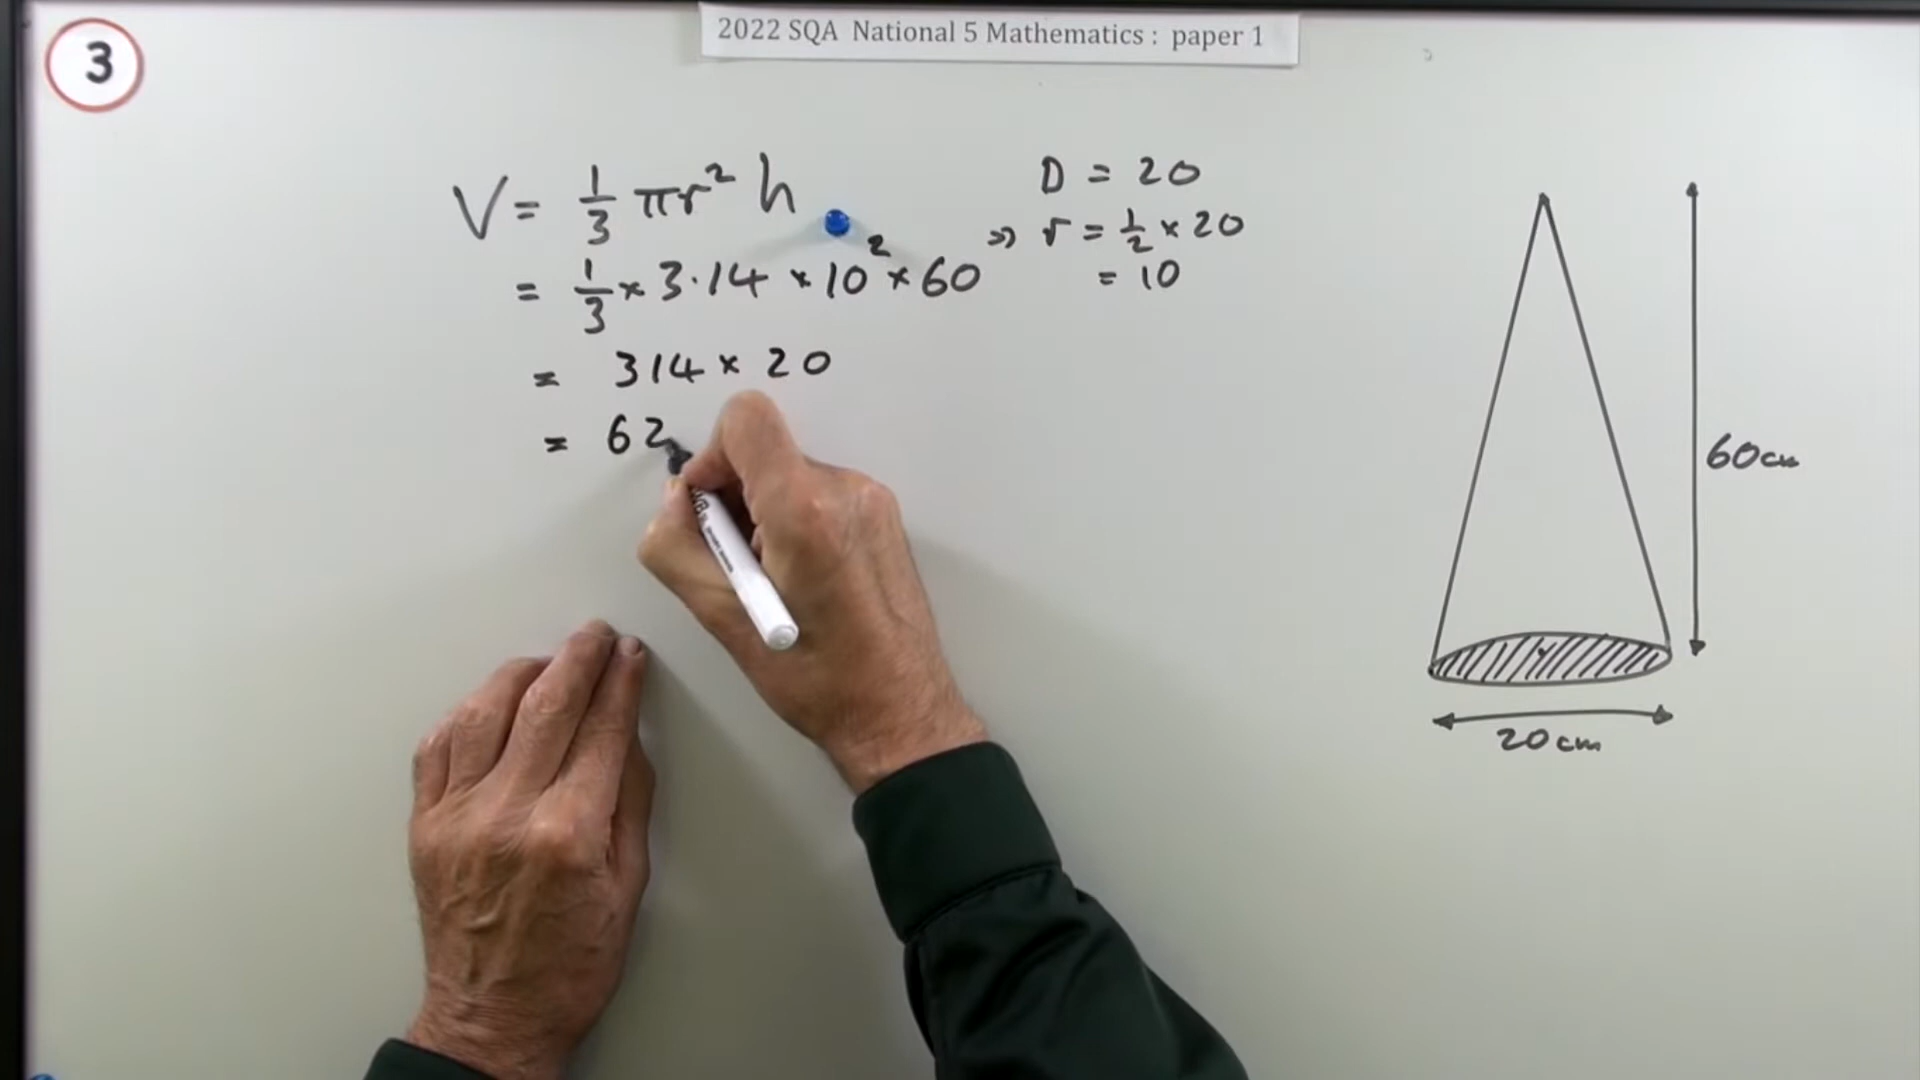 2022 SQA National 5 Mathematics : paper 1
3
V = 1/3 πr² h
= 1/3 × 3·14 × 10² × 60
= 314 × 20
= 62
D = 20
⇒ r = 1/2 × 20
= 10
60cm
20cm